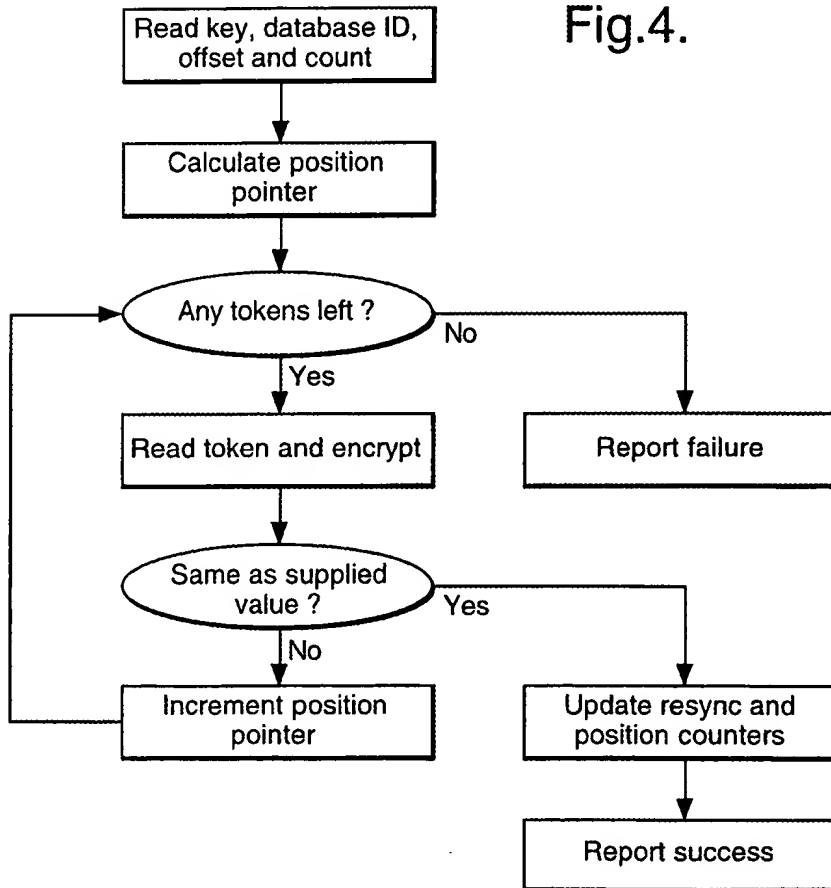 Fig.4.
Read key, database ID,
offset and count
Calculate position
pointer
Any tokens left ?
No
Yes
Read token and encrypt
Report failure
Same as supplied
value ?
Yes
No
Increment position
pointer
Update resync and
position counters
Report success